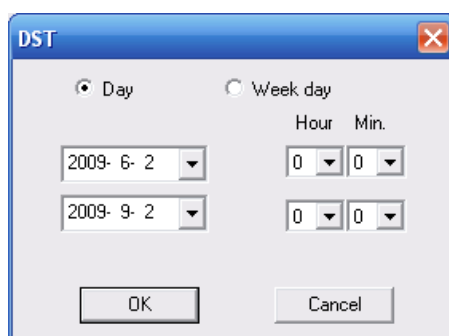 DST
Day Week day
Hour Min.
2009- 6- 2 0 0
2009- 9- 2 0 0
OK Cancel